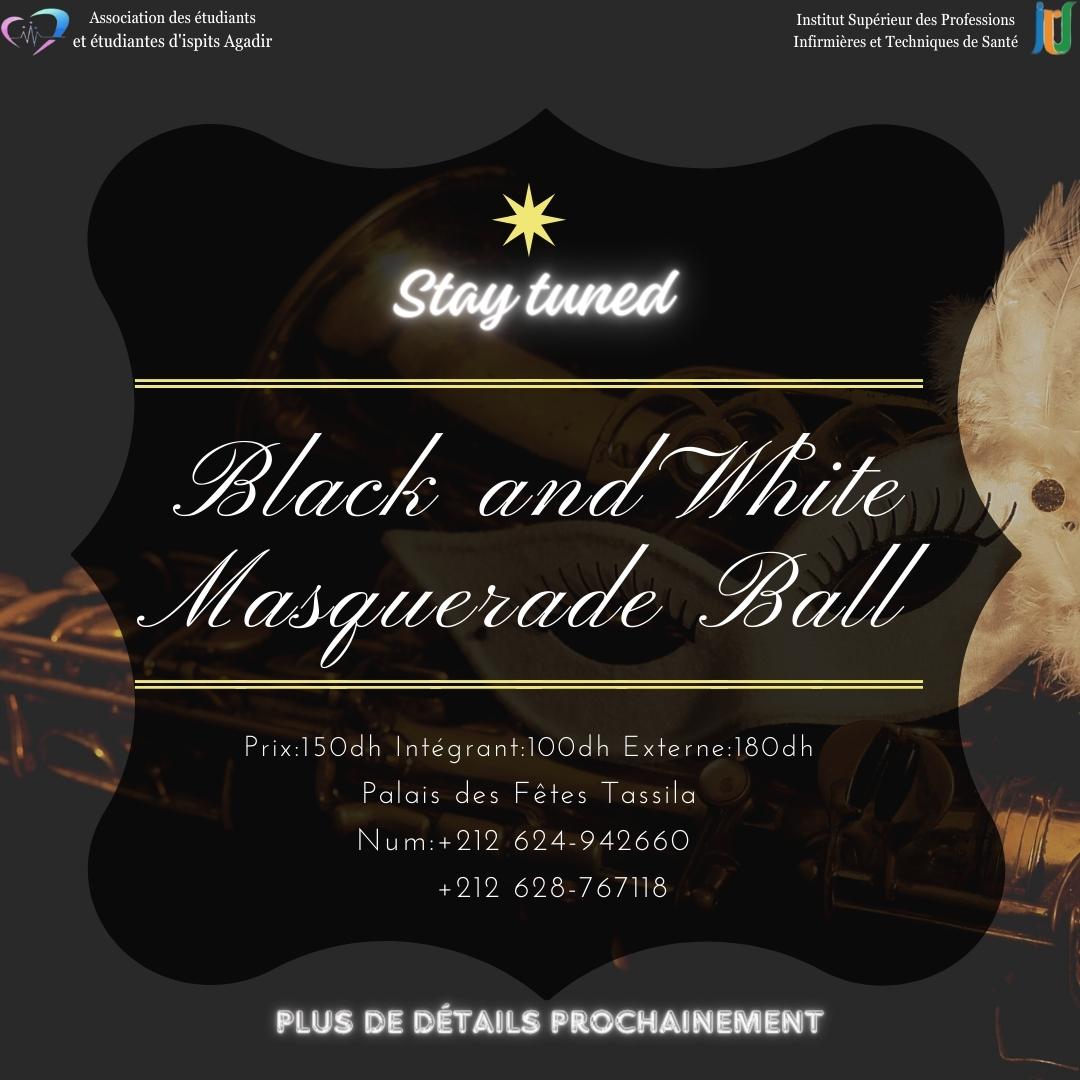 Association des étudiants
et étudiantes d'ispits Agadir
Institut Supérieur des Professions
Infirmières et Techniques de Santé
Stay tuned
Black and White
Masquerade Ball
Prix:150dh Intégrant:100dh Externe:180dh
Palais des Fêtes Tassila
Num:+212 624-942660
+212 628-767118
PLUS DE DÉTAILS PROCHAINEMENT